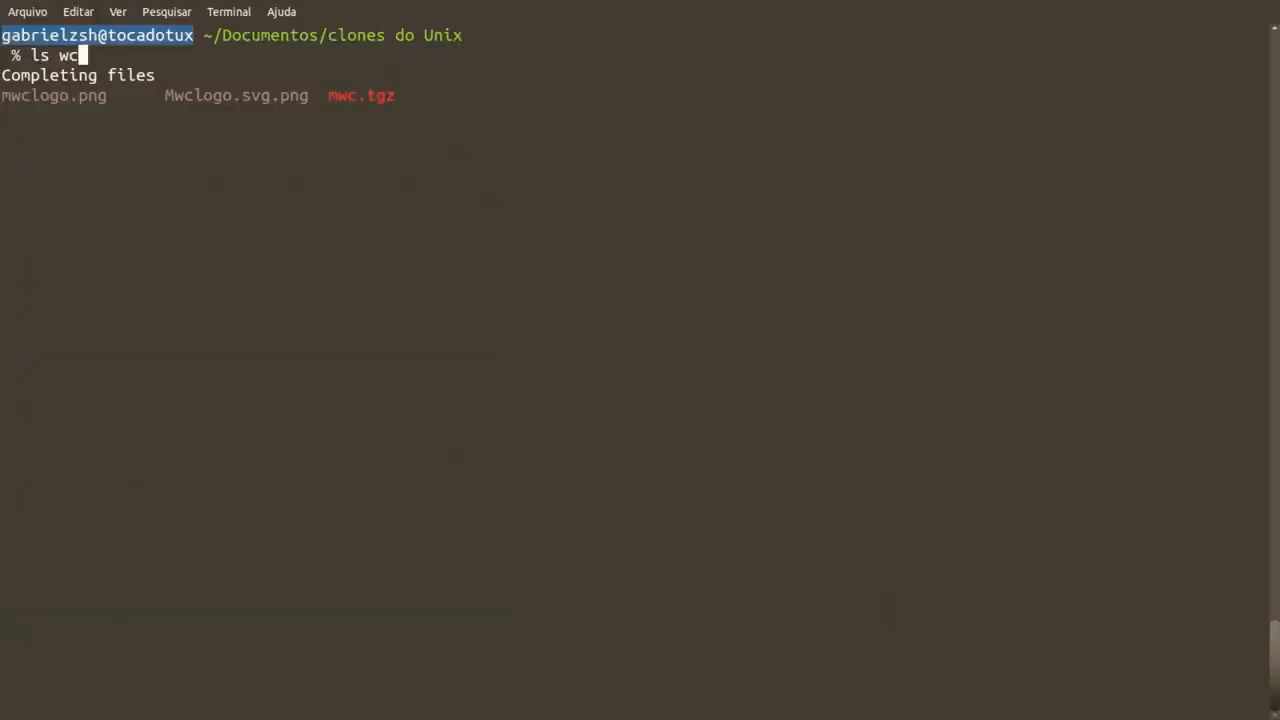 Arquivo Editar Ver Pesquisar Terminal Ajuda
gabrielzsh@tocadotux ~/Documentos/clones do Unix
% ls wc
Completing files
mwclogo.png Mwclogo.svg.png mwc.tgz